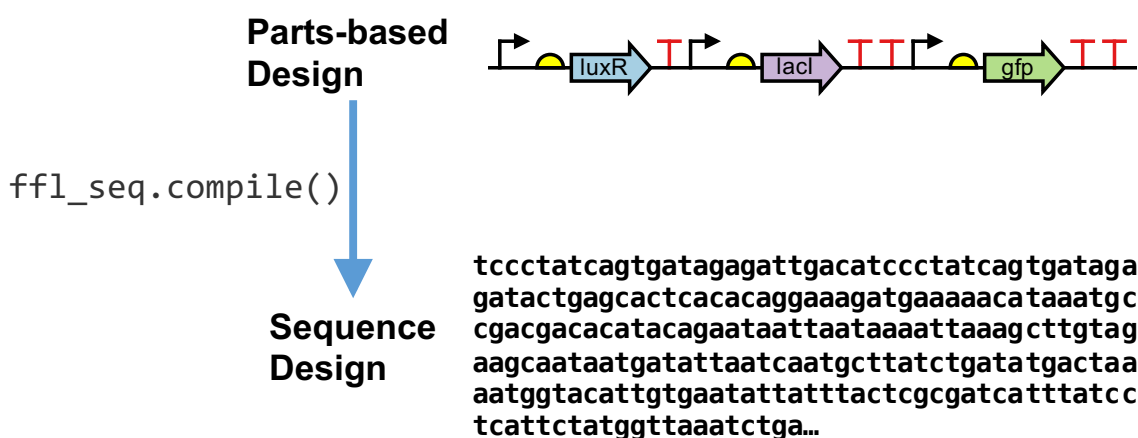 Parts-based
Design
luxR
lacI
gfp
ffl_seq.compile()
Sequence
Design
tccctatcagtgatagagattgacatccctatcagtgataga
gatactgagcactcacacaggaaagatgaaaaacataaatgc
cgacgacacatacagaataattaataaaattaaagcttgtag
aagcaataatgatattaatcaatgcttatctgatatgactaa
aatggtacattgtgaatattatttactcgcgatcatttatcc
tcattctatggttaaatctga…